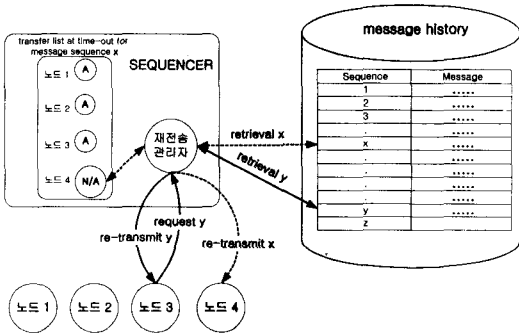 transfer list at time-out for
message sequence x
노드 1 A
노드 2 A
노드 3 A
노드 4 N/A
SEQUENCER
재전송
관리자
retrieval x
retrieval y
request y
re-transmit y
re-transmit x
노드 1
노드 2
노드 3
노드 4
message history
Sequence Message
1 .....
2 .....
3 .....
.
x .....
.
.
.
.
y .....
z